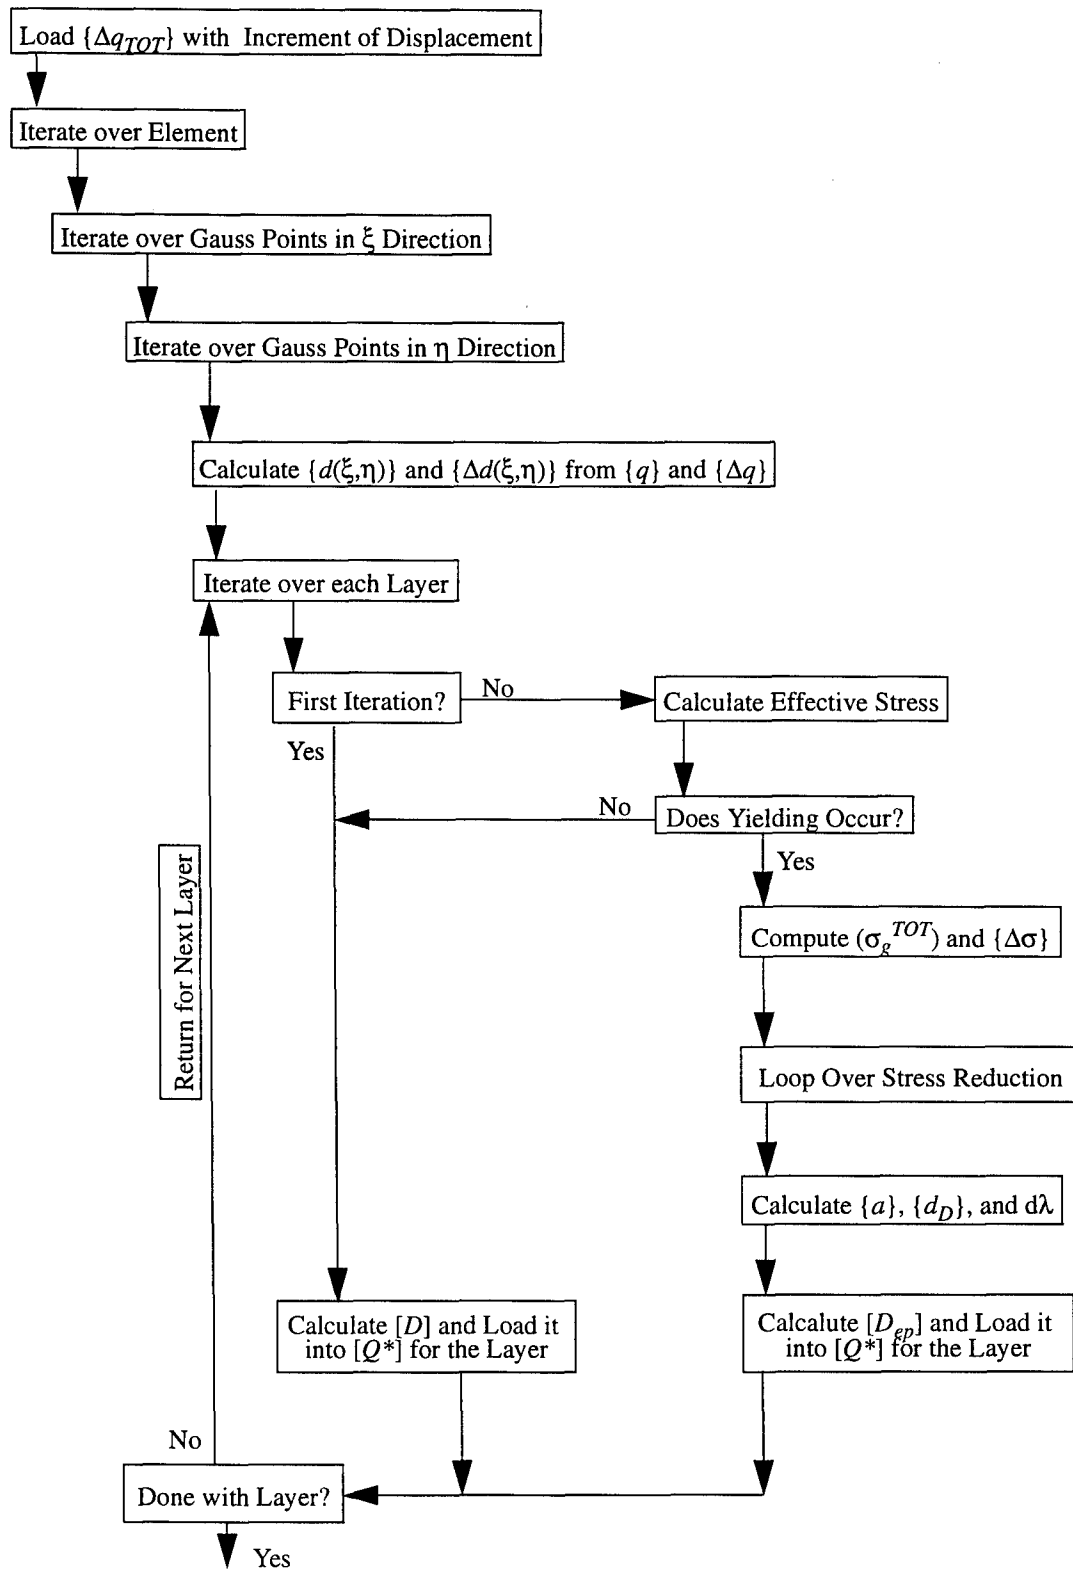 Load {Δq_TOT} with Increment of Displacement
Iterate over Element
Iterate over Gauss Points in ξ Direction
Iterate over Gauss Points in η Direction
Calculate {d(ξ,η)} and {Δd(ξ,η)} from {q} and {Δq}
Iterate over each Layer
First Iteration?
No
Calculate Effective Stress
Yes
No
Does Yielding Occur?
Yes
Return for Next Layer
Compute (σ_g^TOT) and {Δσ}
Loop Over Stress Reduction
Calculate {a}, {d_D}, and dλ
Calculate [D] and Load it
into [Q*] for the Layer
Calcalute [D_ep] and Load it
into [Q*] for the Layer
No
Done with Layer?
Yes